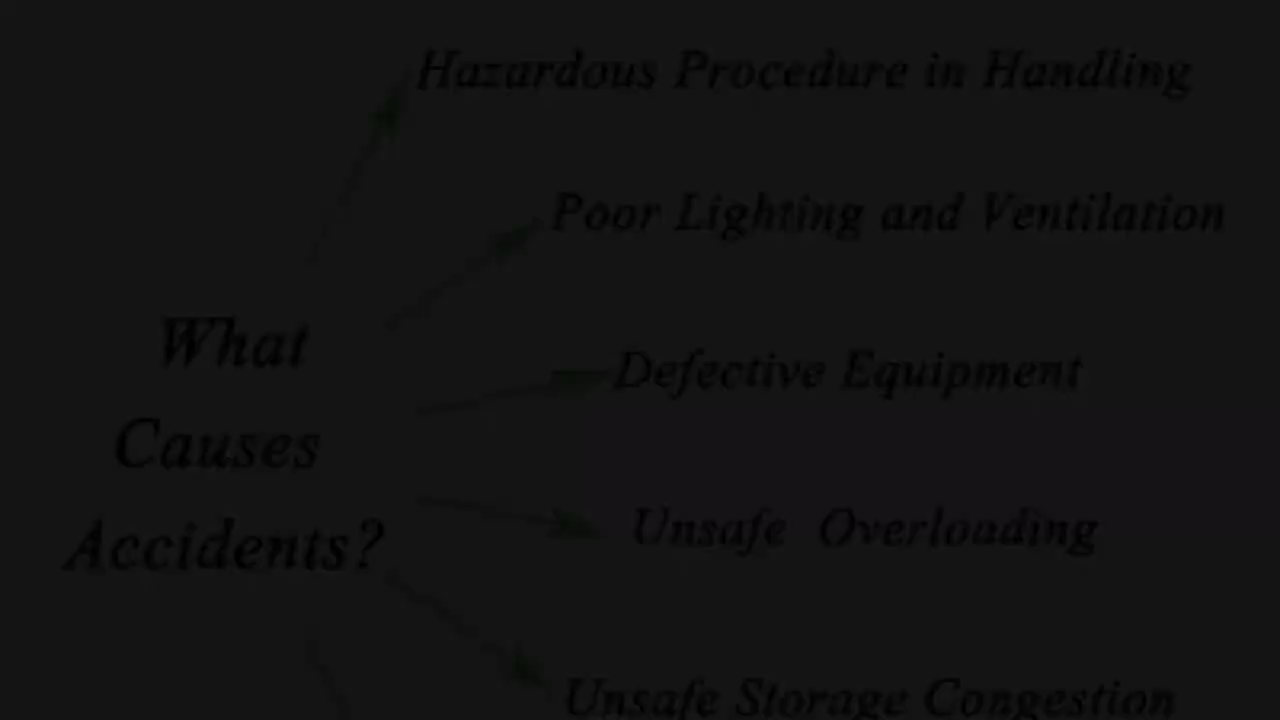 Hazardous Procedure in Handling
Poor Lighting and Ventilation
What
Causes
Accidents?
Defective Equipment
Unsafe Overloading
Unsafe Storage Congestion